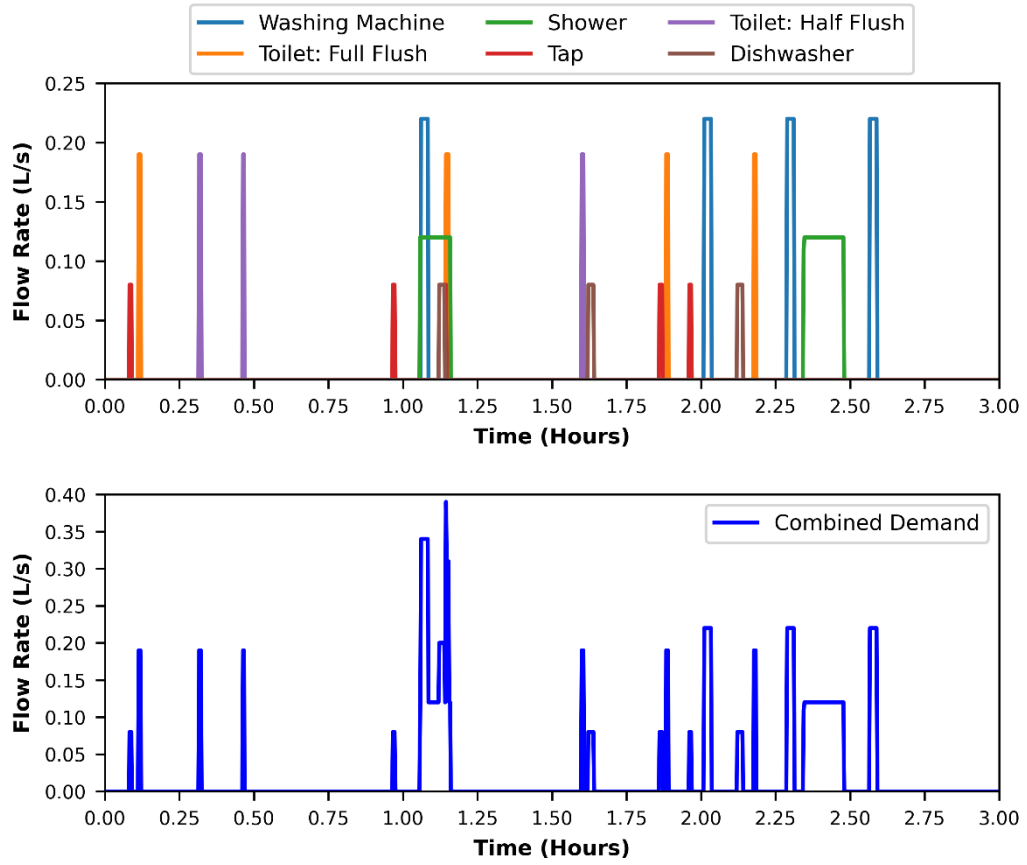 Washing Machine Shower Toilet: Half Flush
Toilet: Full Flush Tap Dishwasher
0.25
0.20
0.15
0.10
0.05
0.00
Flow Rate (L/s)
0.00 0.25 0.50 0.75 1.00 1.25 1.50 1.75 2.00 2.25 2.50 2.75 3.00
Time (Hours)
Combined Demand
0.40
0.35
0.30
0.25
0.20
0.15
0.10
0.05
0.00
Flow Rate (L/s)
0.00 0.25 0.50 0.75 1.00 1.25 1.50 1.75 2.00 2.25 2.50 2.75 3.00
Time (Hours)